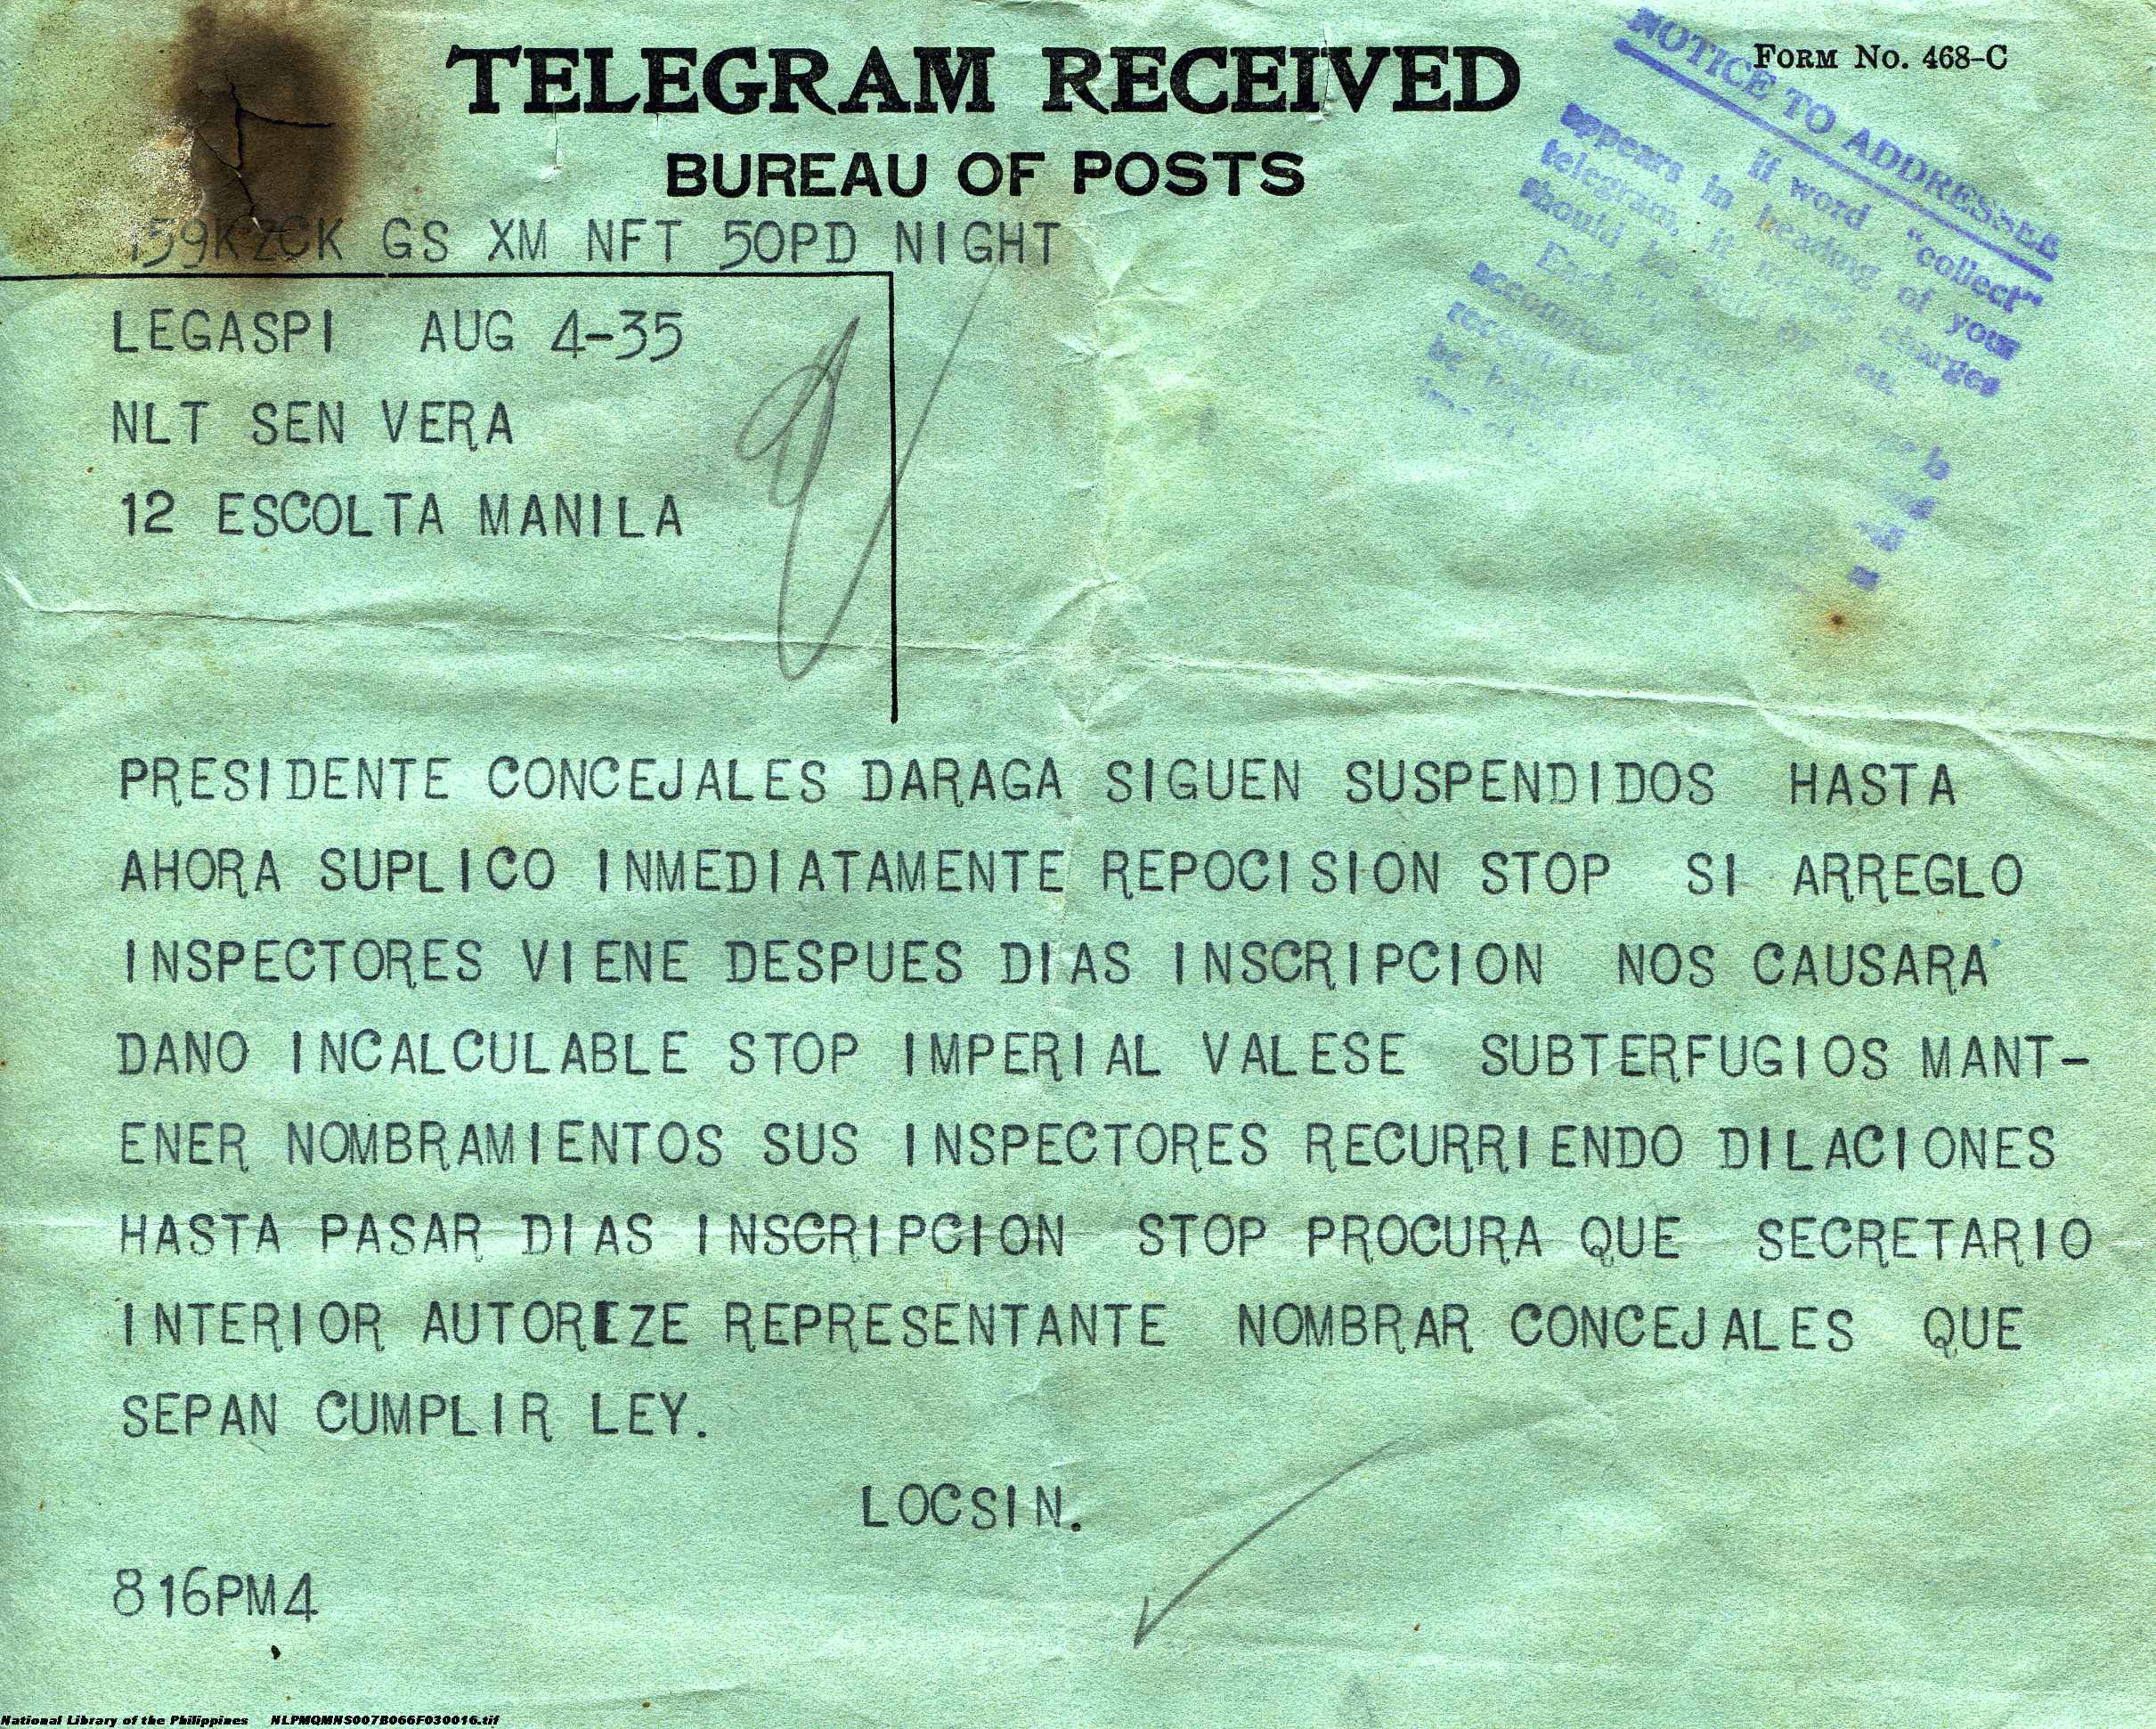 FORM NO. 468-C
TELEGRAM RECEIVED
BUREAU OF POSTS
NOTICE TO ADDRESSEE
If word "collect"
appears in heading of your
telegram, it means charges
should be
159K ZCK GS XM NFT 50PD NIGHT
LEGASPI AUG 4-35
NLT SEN VERA
12 ESCOLTA MANILA
PRESIDENTE CONCEJALES DARAGA SIGUEN SUSPENDIDOS HASTA
AHORA SUPLICO INMEDIATAMENTE REPOCISION STOP SI ARREGLO
INSPECTORES VIENE DESPUES DIAS INSCRIPCION NOS CAUSARA
DANO INCALCULABLE STOP IMPERIAL VALESE SUBTERFUGIOS MANT-
ENER NOMBRAMIENTOS SUS INSPECTORES RECURRIENDO DILACIONES
HASTA PASAR DIAS INSCRIPCION STOP PROCURA QUE SECRETARIO
INTERIOR AUTORIZE REPRESENTANTE NOMBRAR CONCEJALES QUE
SEPAN CUMPLIR LEY.
LOCSIN.
816PM4
National Library of the Philippines NLPMQMNS007B066F030016.tif